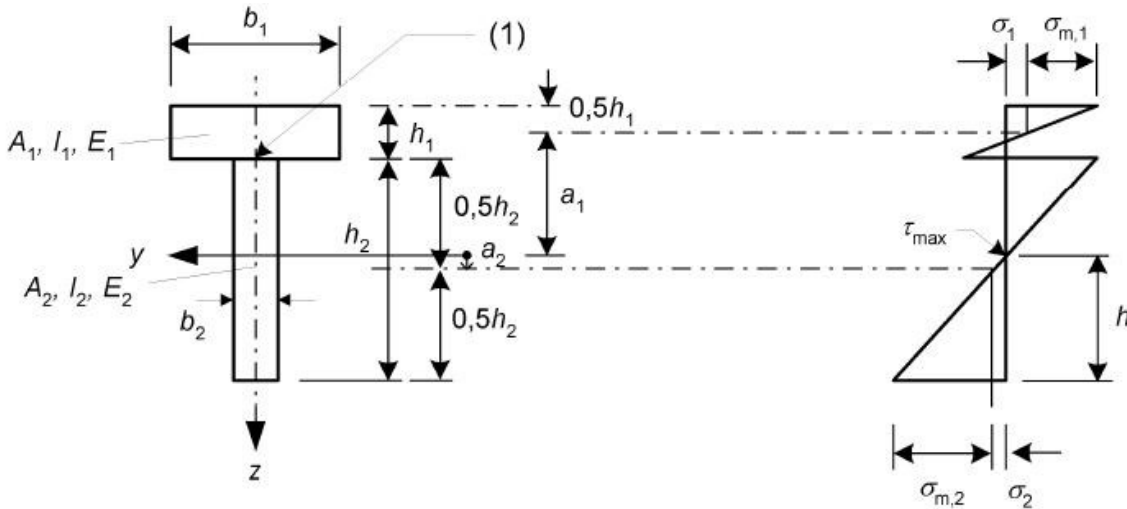 b₁
(1)
σ₁
σm,1
A₁, I₁, E₁
h₁
0,5h₁
a₁
0,5h₂
h₂
y
a₂
τmax
A₂, I₂, E₂
b₂
0,5h₂
h
z
σm,2
σ₂